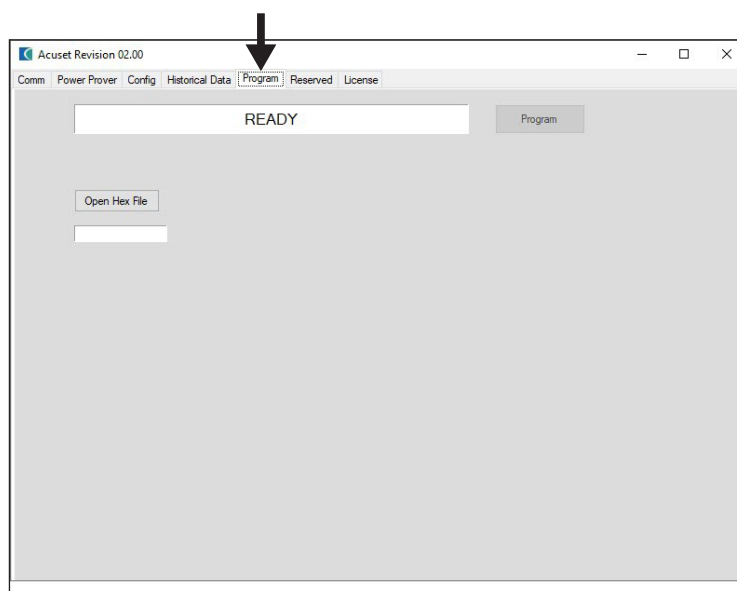 Acuset Revision 02.00
Comm Power Prover Config Historical Data Program Reserved License
READY Program
Open Hex File